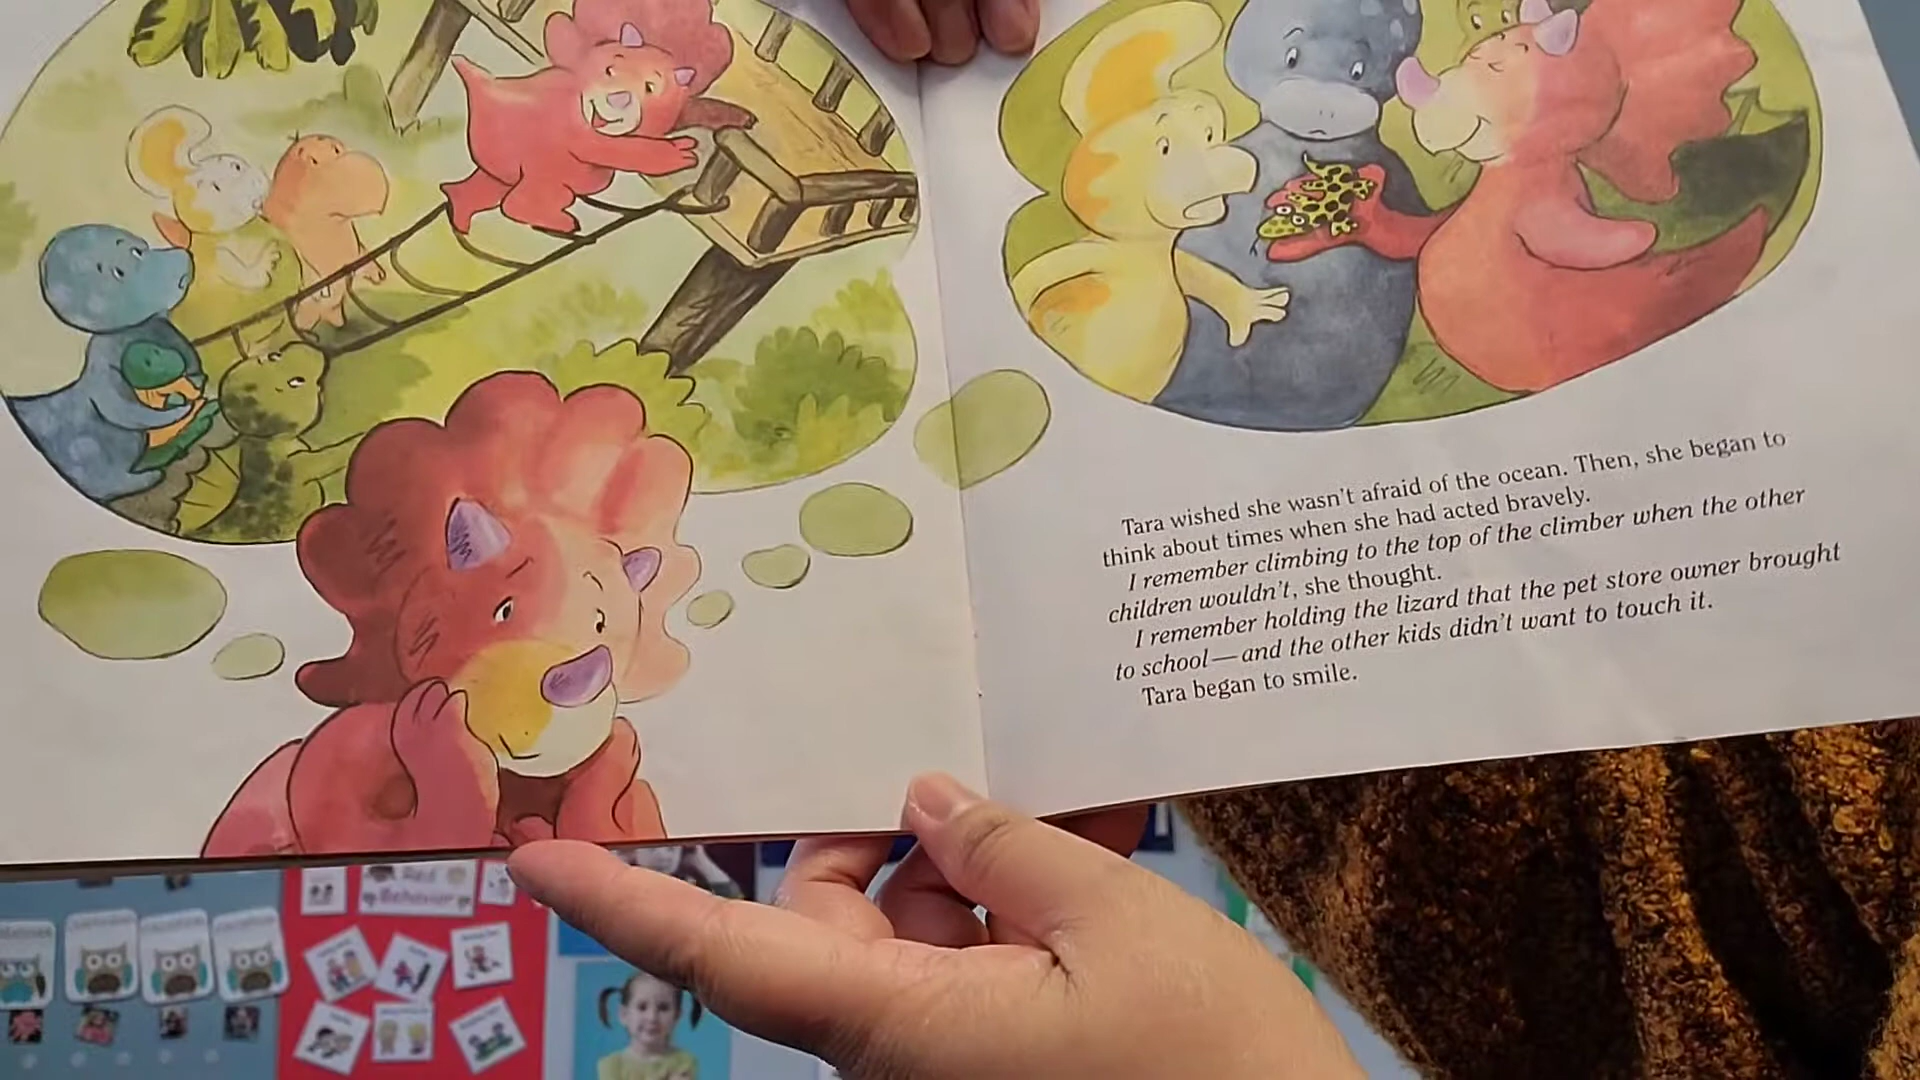 Tara wished she wasn't afraid of the ocean. Then, she began to
think about times when she had acted bravely.
I remember climbing to the top of the climber when the other
children wouldn't, she thought.
I remember holding the lizard that the pet store owner brought
to school—and the other kids didn't want to touch it.
Tara began to smile.
Red
Behavior